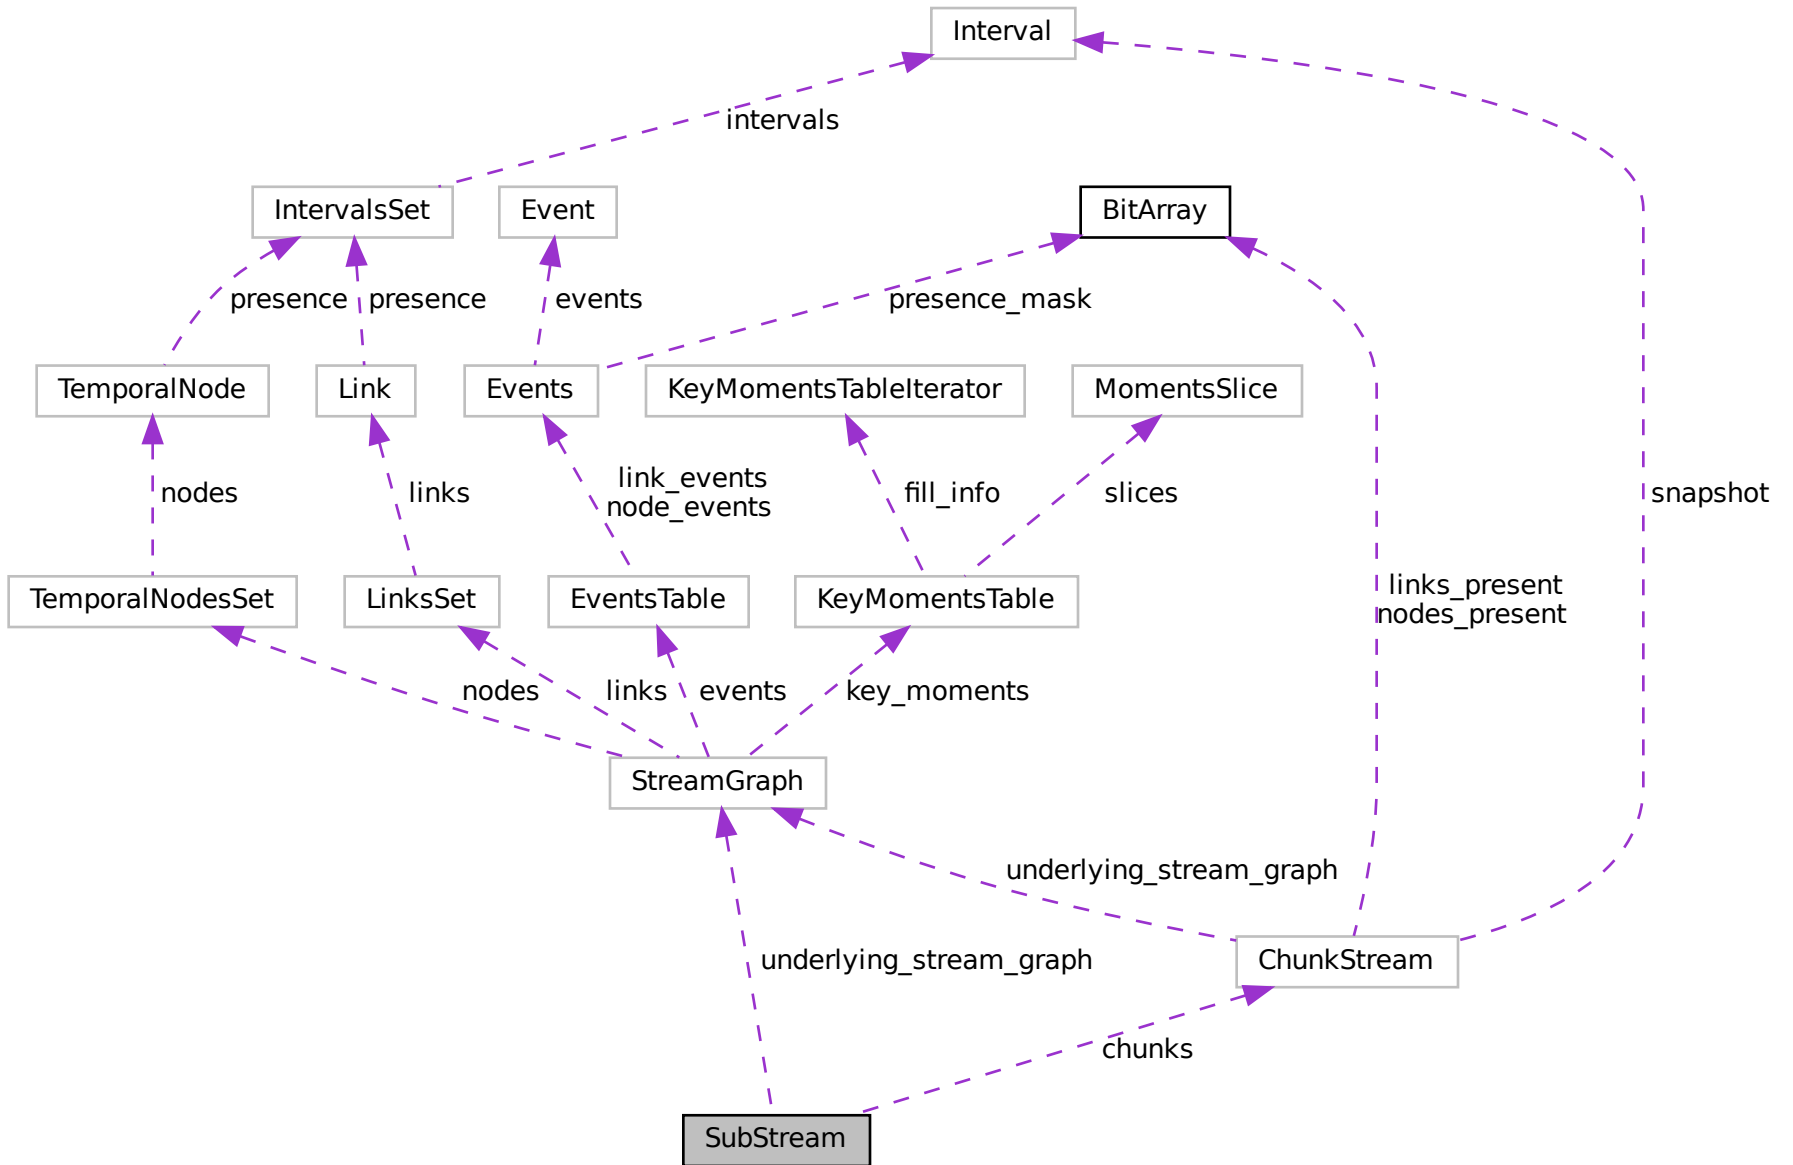 Interval
intervals
IntervalsSet
Event
BitArray
presence
presence
events
presence_mask
TemporalNode
Link
Events
KeyMomentsTableIterator
MomentsSlice
nodes
links
link_events
node_events
fill_info
slices
snapshot
TemporalNodesSet
LinksSet
EventsTable
KeyMomentsTable
links_present
nodes_present
nodes
links
events
key_moments
StreamGraph
underlying_stream_graph
underlying_stream_graph
ChunkStream
chunks
SubStream